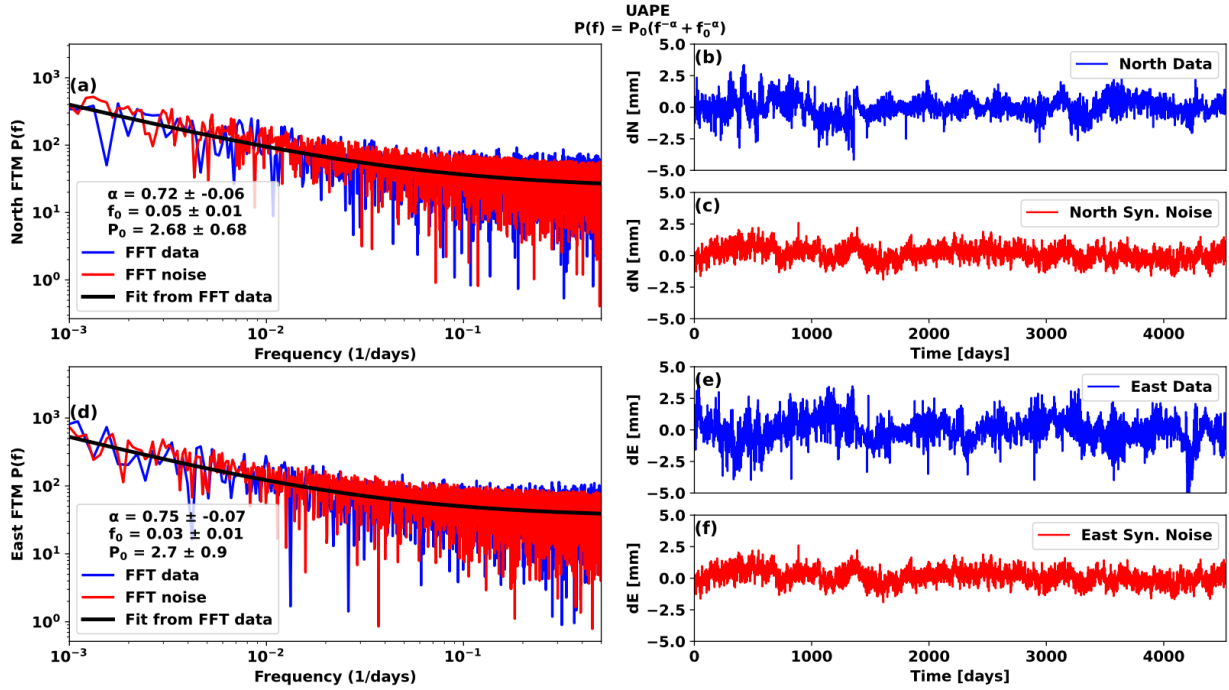 UAPE
P(f) = P₀(f⁻ᵅ + f₀⁻ᵅ)
(a)
North FTM P(f)
10³
10²
10¹
10⁰
α = 0.72 ± -0.06
f₀ = 0.05 ± 0.01
P₀ = 2.68 ± 0.68
FFT data
FFT noise
Fit from FFT data
10⁻³
10⁻²
10⁻¹
Frequency (1/days)
(b)
North Data
dN [mm]
5.0
2.5
0.0
−2.5
−5.0
(c)
North Syn. Noise
dN [mm]
5.0
2.5
0.0
−2.5
−5.0
0
1000
2000
3000
4000
Time [days]
(d)
East FTM P(f)
10³
10²
10¹
10⁰
α = 0.75 ± -0.07
f₀ = 0.03 ± 0.01
P₀ = 2.7 ± 0.9
FFT data
FFT noise
Fit from FFT data
10⁻³
10⁻²
10⁻¹
Frequency (1/days)
(e)
East Data
dE [mm]
5.0
2.5
0.0
−2.5
−5.0
(f)
East Syn. Noise
dE [mm]
5.0
2.5
0.0
−2.5
−5.0
0
1000
2000
3000
4000
Time [days]